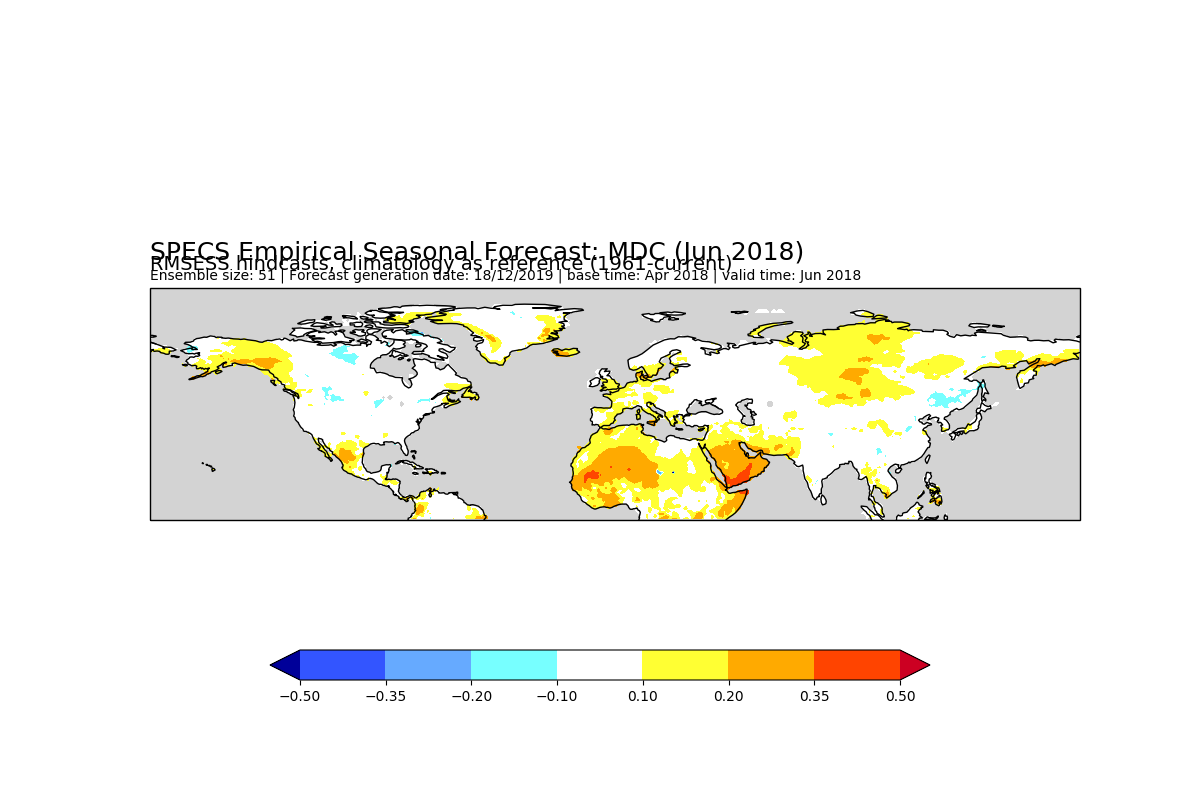 SPECS Empirical Seasonal Forecast: MDC (Jun 2018)
RMSESS hindcasts, climatology as reference (1961-current)
Ensemble size: 51 | Forecast generation date: 18/12/2019 | base time: Apr 2018 | valid time: Jun 2018
−0.50 −0.35 −0.20 −0.10 0.10 0.20 0.35 0.50